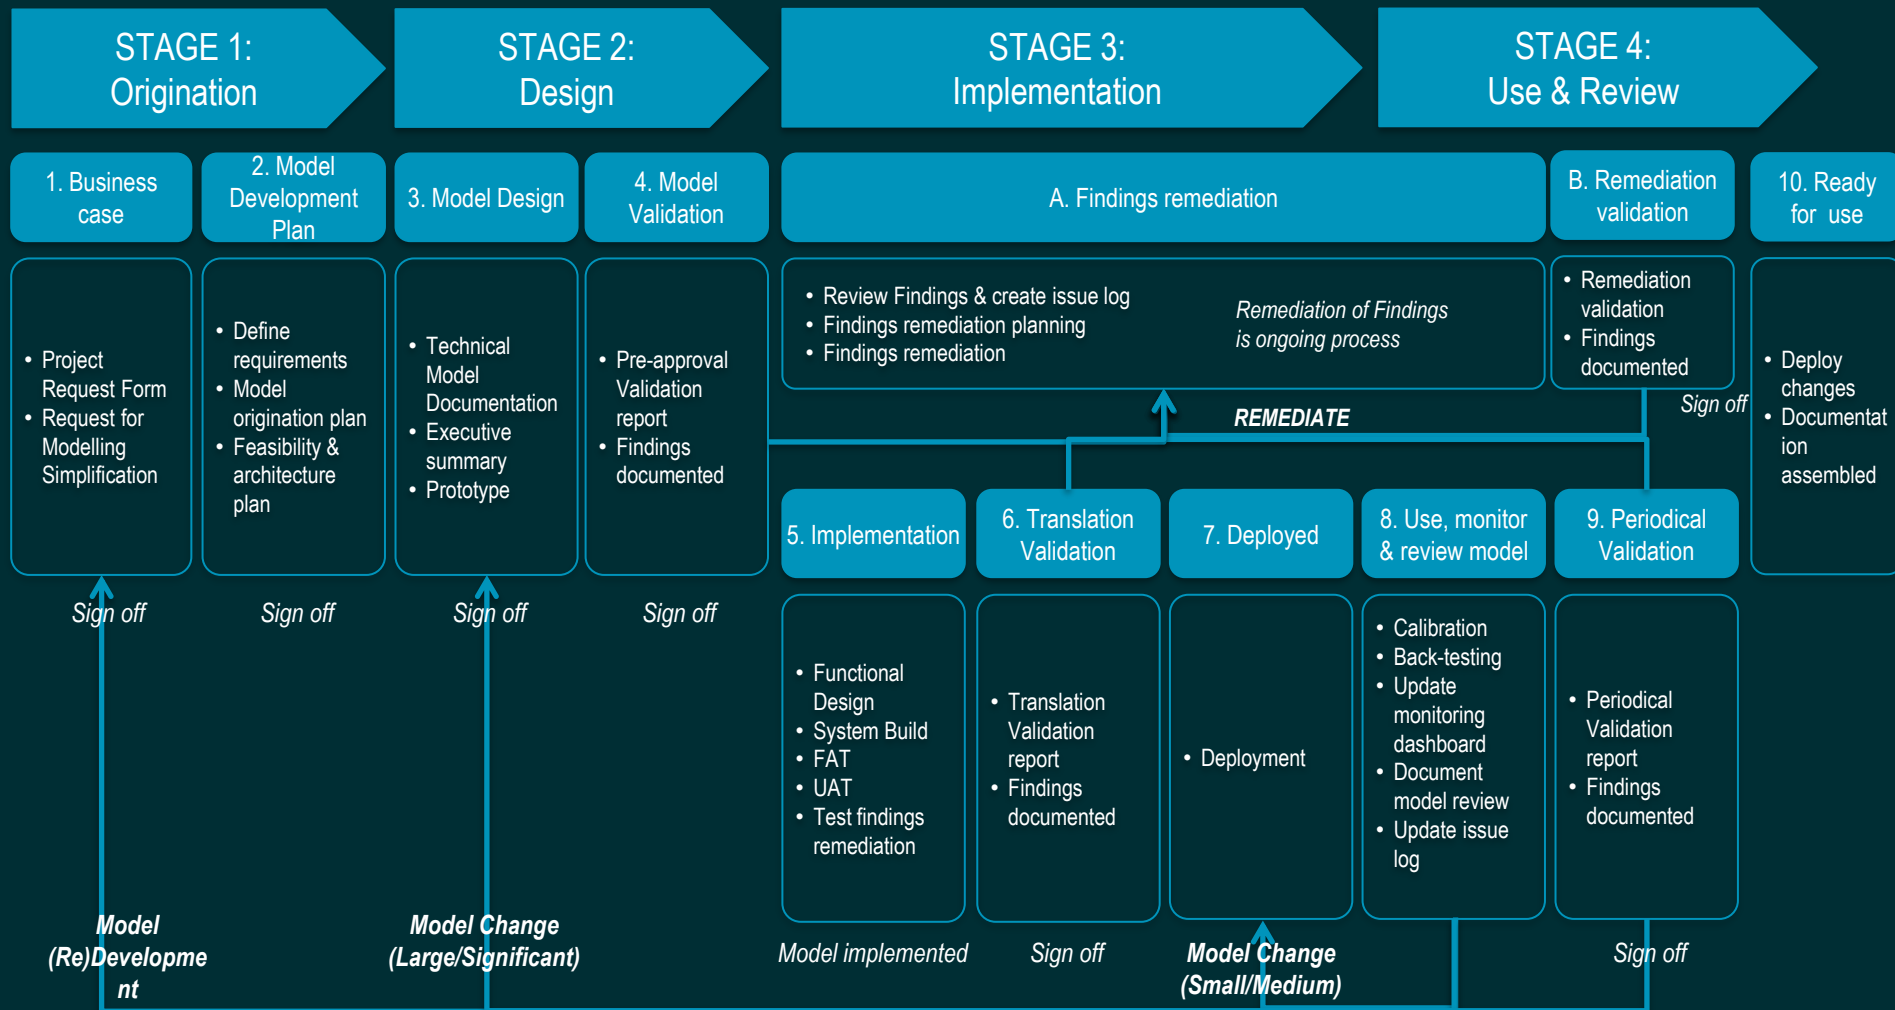 STAGE 1:
Origination
STAGE 2:
Design
STAGE 3:
Implementation
STAGE 4:
Use & Review
1. Business
case
2. Model
Development
Plan
3. Model Design
4. Model
Validation
A. Findings remediation
B. Remediation
validation
10. Ready
for use
• Project
Request Form
• Request for
Modelling
Simplification
• Define
requirements
• Model
origination plan
• Feasibility &
architecture
plan
• Technical
Model
Documentation
• Executive
summary
• Prototype
• Pre-approval
Validation
report
• Findings
documented
• Review Findings & create issue log
• Findings remediation planning
• Findings remediation
Remediation of Findings
is ongoing process
• Remediation
validation
• Findings
documented
• Deploy
changes
• Documentat
ion
assembled
Sign off
REMEDIATE
5. Implementation
6. Translation
Validation
7. Deployed
8. Use, monitor
& review model
9. Periodical
Validation
Sign off
Sign off
Sign off
Sign off
• Functional
Design
• System Build
• FAT
• UAT
• Test findings
remediation
• Translation
Validation
report
• Findings
documented
• Deployment
• Calibration
• Back-testing
• Update
monitoring
dashboard
• Document
model review
• Update issue
log
• Periodical
Validation
report
• Findings
documented
Model
(Re)Developme
nt
Model Change
(Large/Significant)
Model implemented
Sign off
Model Change
(Small/Medium)
Sign off